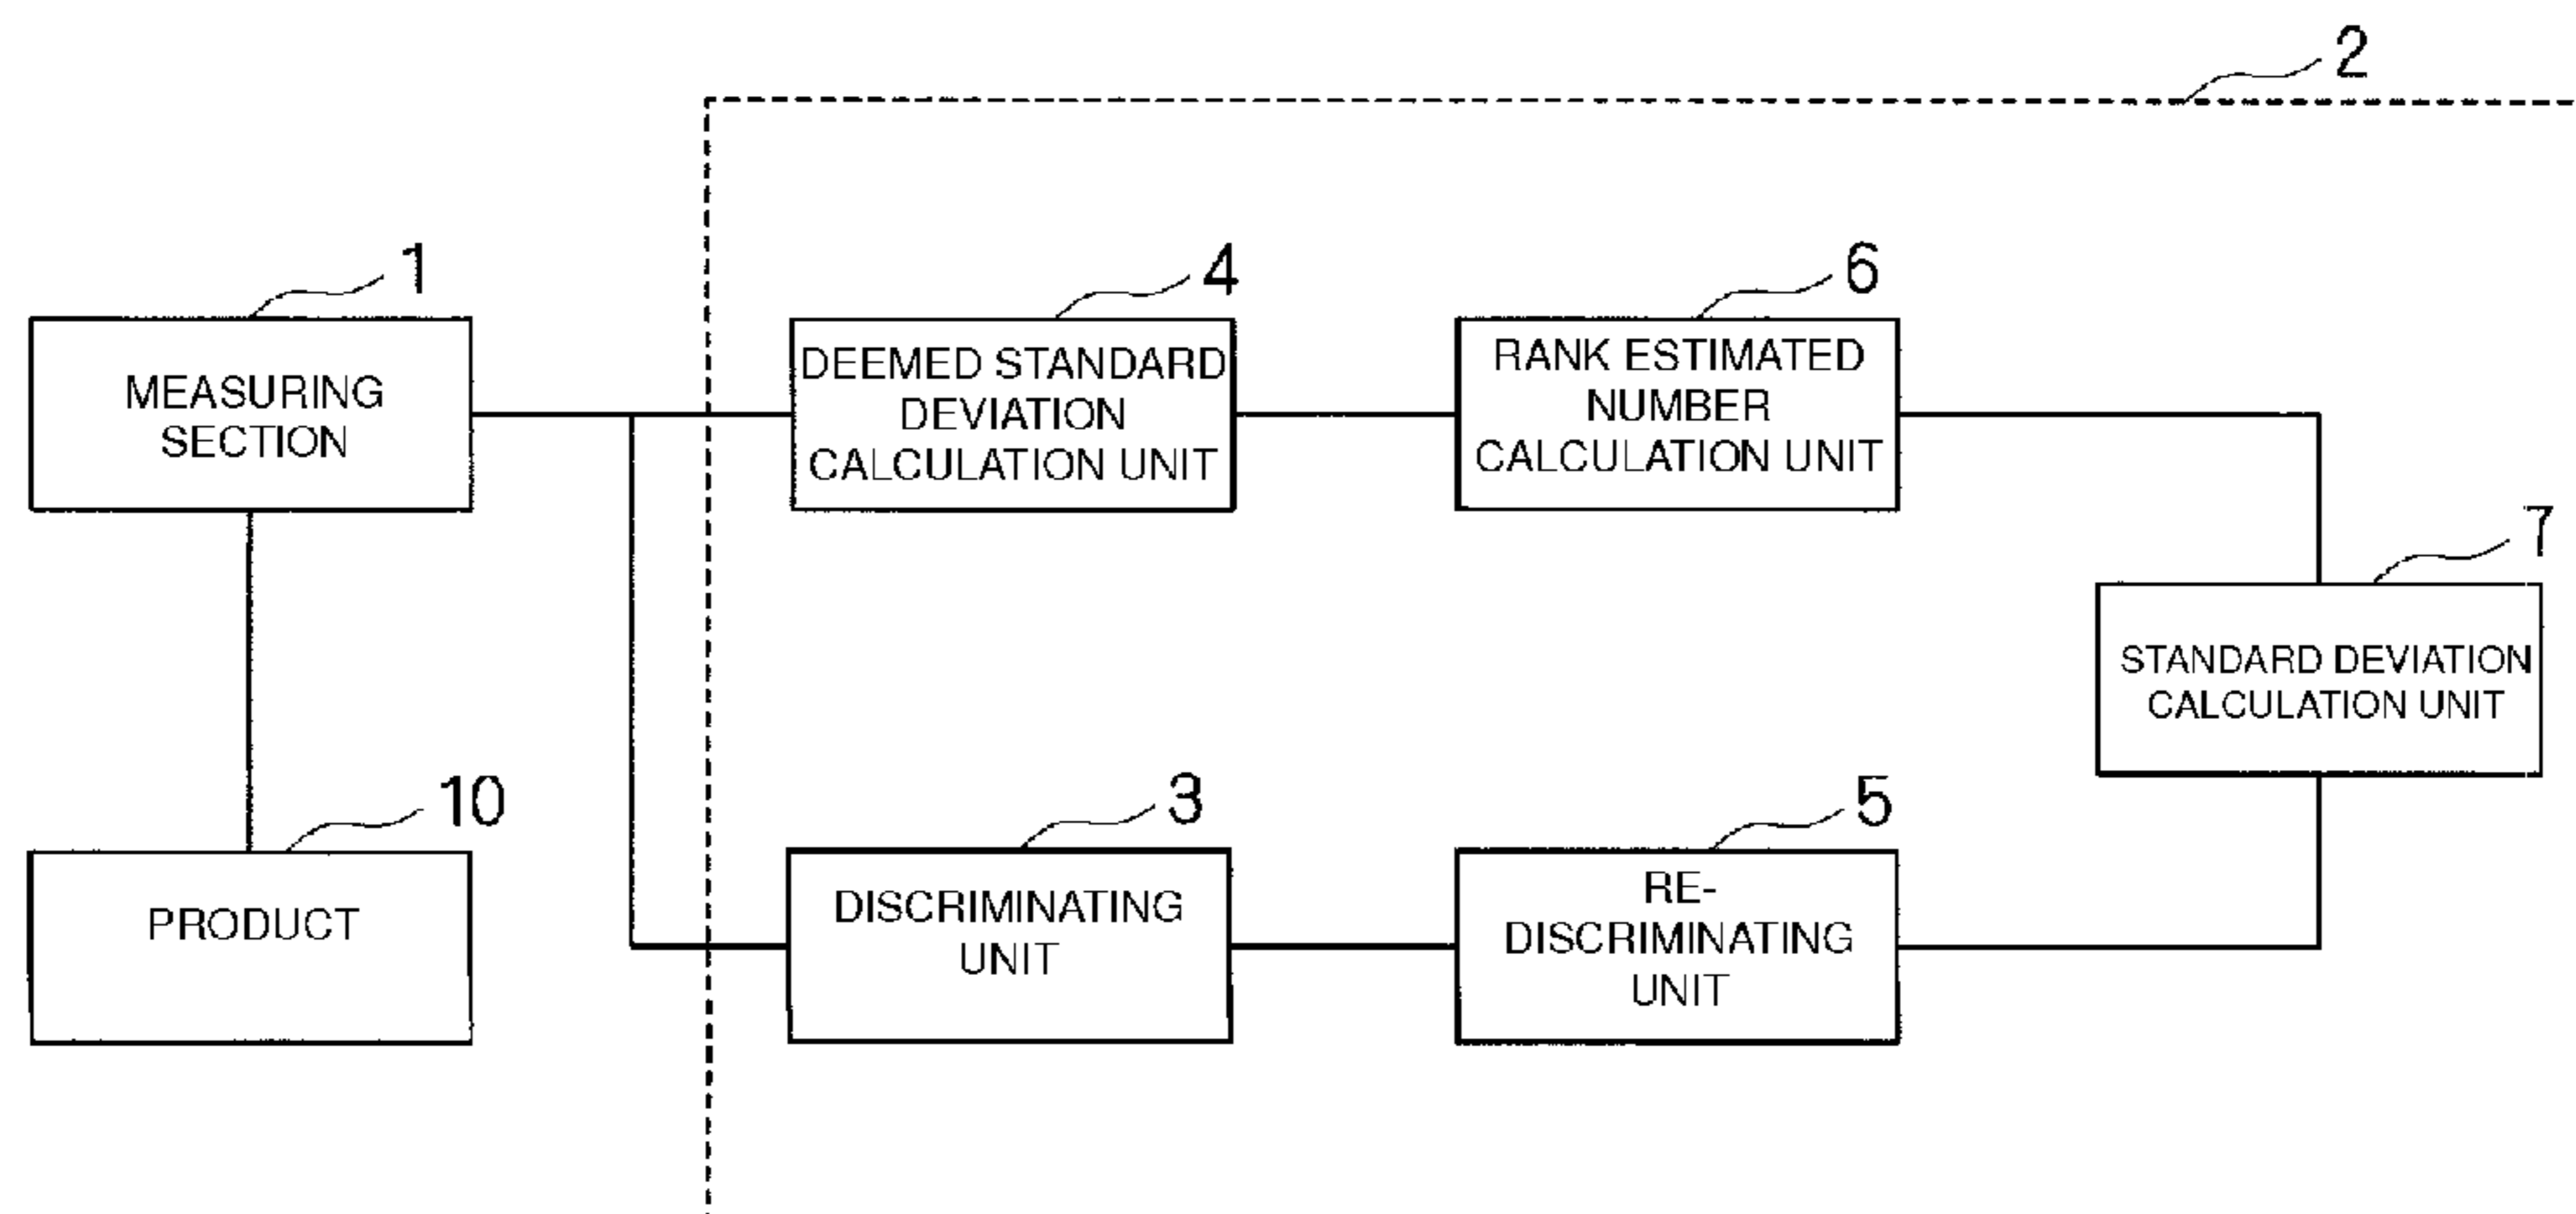 2
1
4
6
MEASURING
SECTION
DEEMED STANDARD
DEVIATION
CALCULATION UNIT
RANK ESTIMATED
NUMBER
CALCULATION UNIT
7
STANDARD DEVIATION
CALCULATION UNIT
10
3
5
PRODUCT
DISCRIMINATING
UNIT
RE-
DISCRIMINATING
UNIT